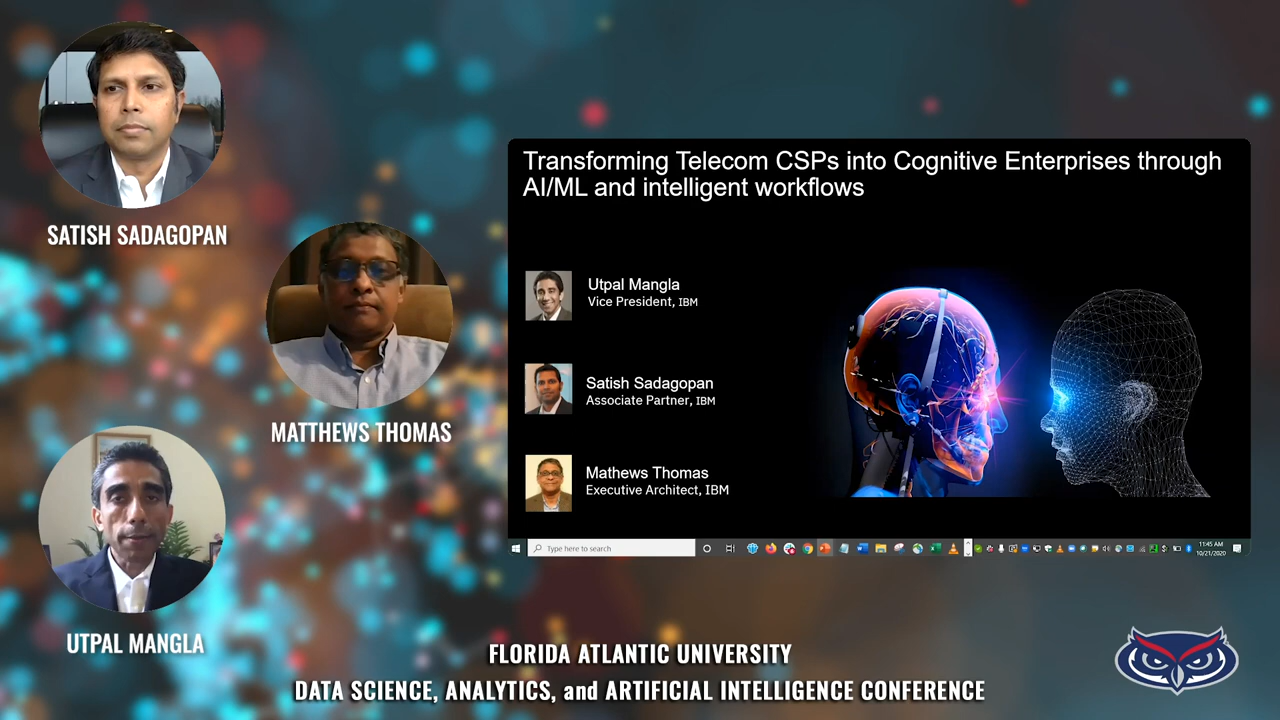 SATISH SADAGOPAN
MATTHEWS THOMAS
UTPAL MANGLA
Transforming Telecom CSPs into Cognitive Enterprises through
AI/ML and intelligent workflows
Utpal Mangla
Vice President, IBM
Satish Sadagopan
Associate Partner, IBM
Mathews Thomas
Executive Architect, IBM
Type here to search
11:45 AM
10/21/2020
FLORIDA ATLANTIC UNIVERSITY
DATA SCIENCE, ANALYTICS, and ARTIFICIAL INTELLIGENCE CONFERENCE